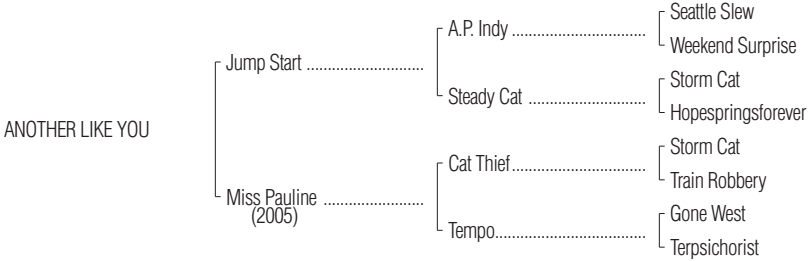 Seattle Slew
A.P. Indy ..............................
Weekend Surprise
Jump Start ..........................
Storm Cat
Steady Cat ..........................
Hopespringsforever
ANOTHER LIKE YOU
Storm Cat
Cat Thief..............................
Train Robbery
Miss Pauline ......................
(2005)
Gone West
Tempo..................................
Terpsichorist